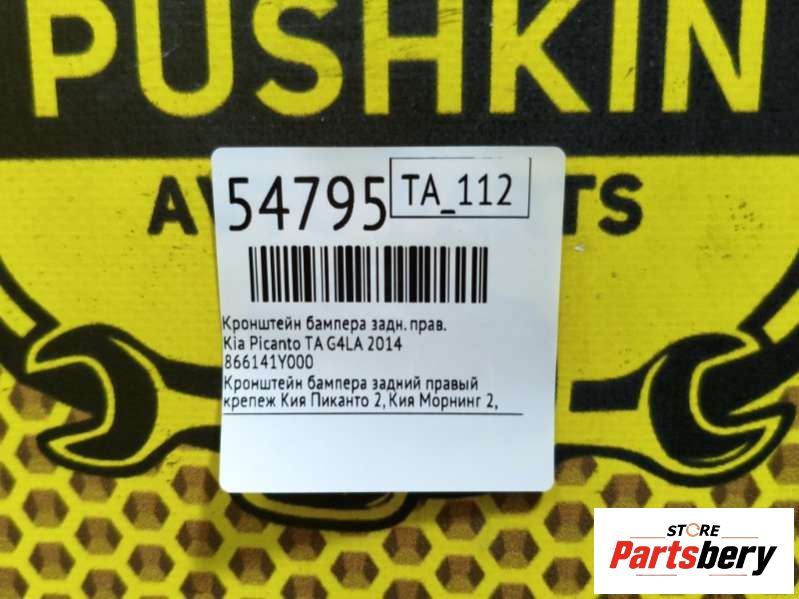 PUSHKIN
TS
54795
TA_112
Кронштейн бампера задн. прав.
Kia Picanto TA G4LA 2014
866141Y000
Кронштейн бампера задний правый
крепеж Кия Пиканто 2, Кия Морнинг 2,
STORE
Partsbery